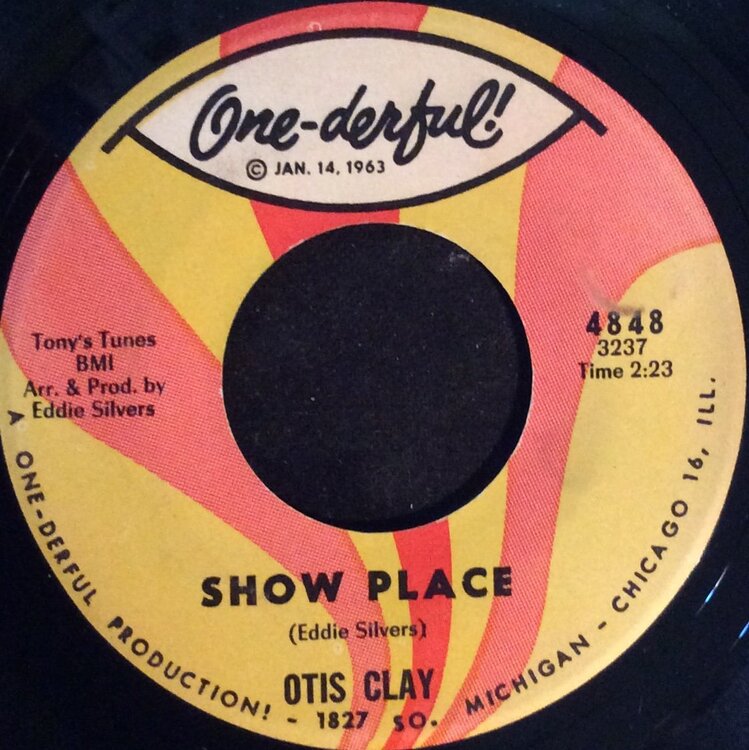 One-derful!
© JAN. 14, 1963
Tony's Tunes
BMI
Arr. & Prod. by
Eddie Silvers
4848
3237
Time 2:23
SHOW PLACE
(Eddie Silvers)
OTIS CLAY
A ONE-DERFUL PRODUCTION! - 1827 SO. MICHIGAN - CHICAGO 16, ILL.